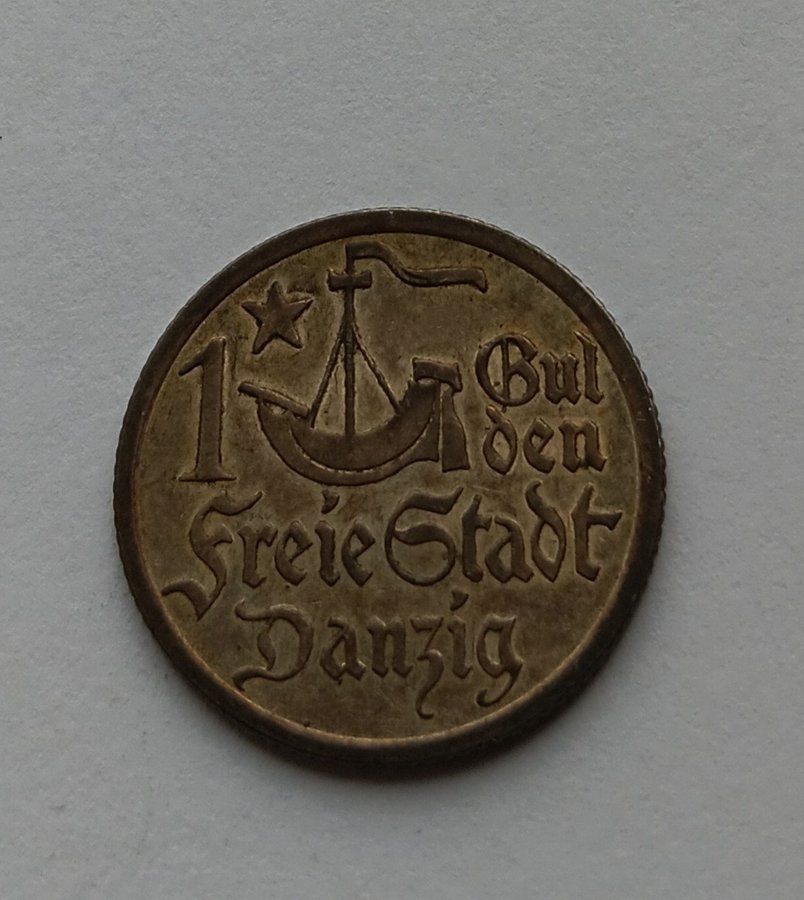 1 Gul
den
Freie Stadt
Danzig